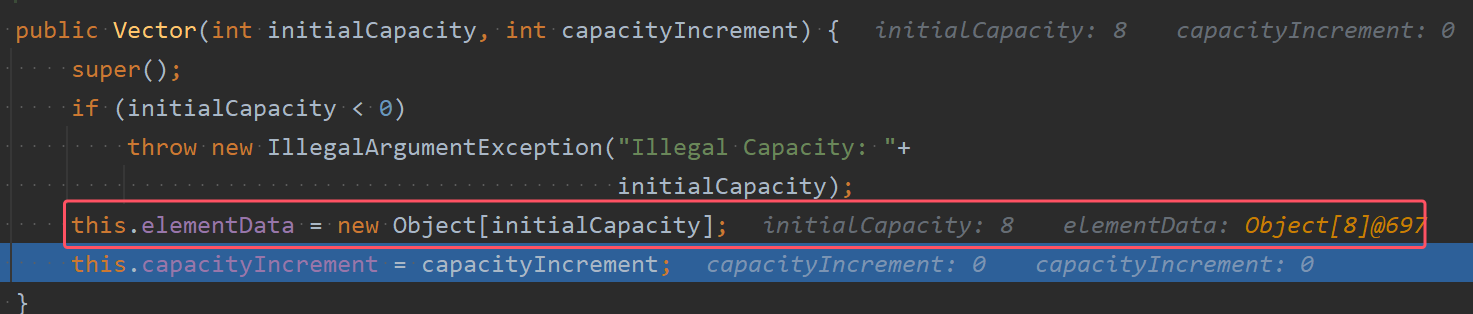 public Vector(int initialCapacity, int capacityIncrement) { initialCapacity: 8 capacityIncrement: 0
super();
if (initialCapacity < 0)
throw new IllegalArgumentException("Illegal Capacity: "+
initialCapacity);
this.elementData = new Object[initialCapacity]; initialCapacity: 8 elementData: Object[8]@697
this.capacityIncrement = capacityIncrement; capacityIncrement: 0 capacityIncrement: 0
}